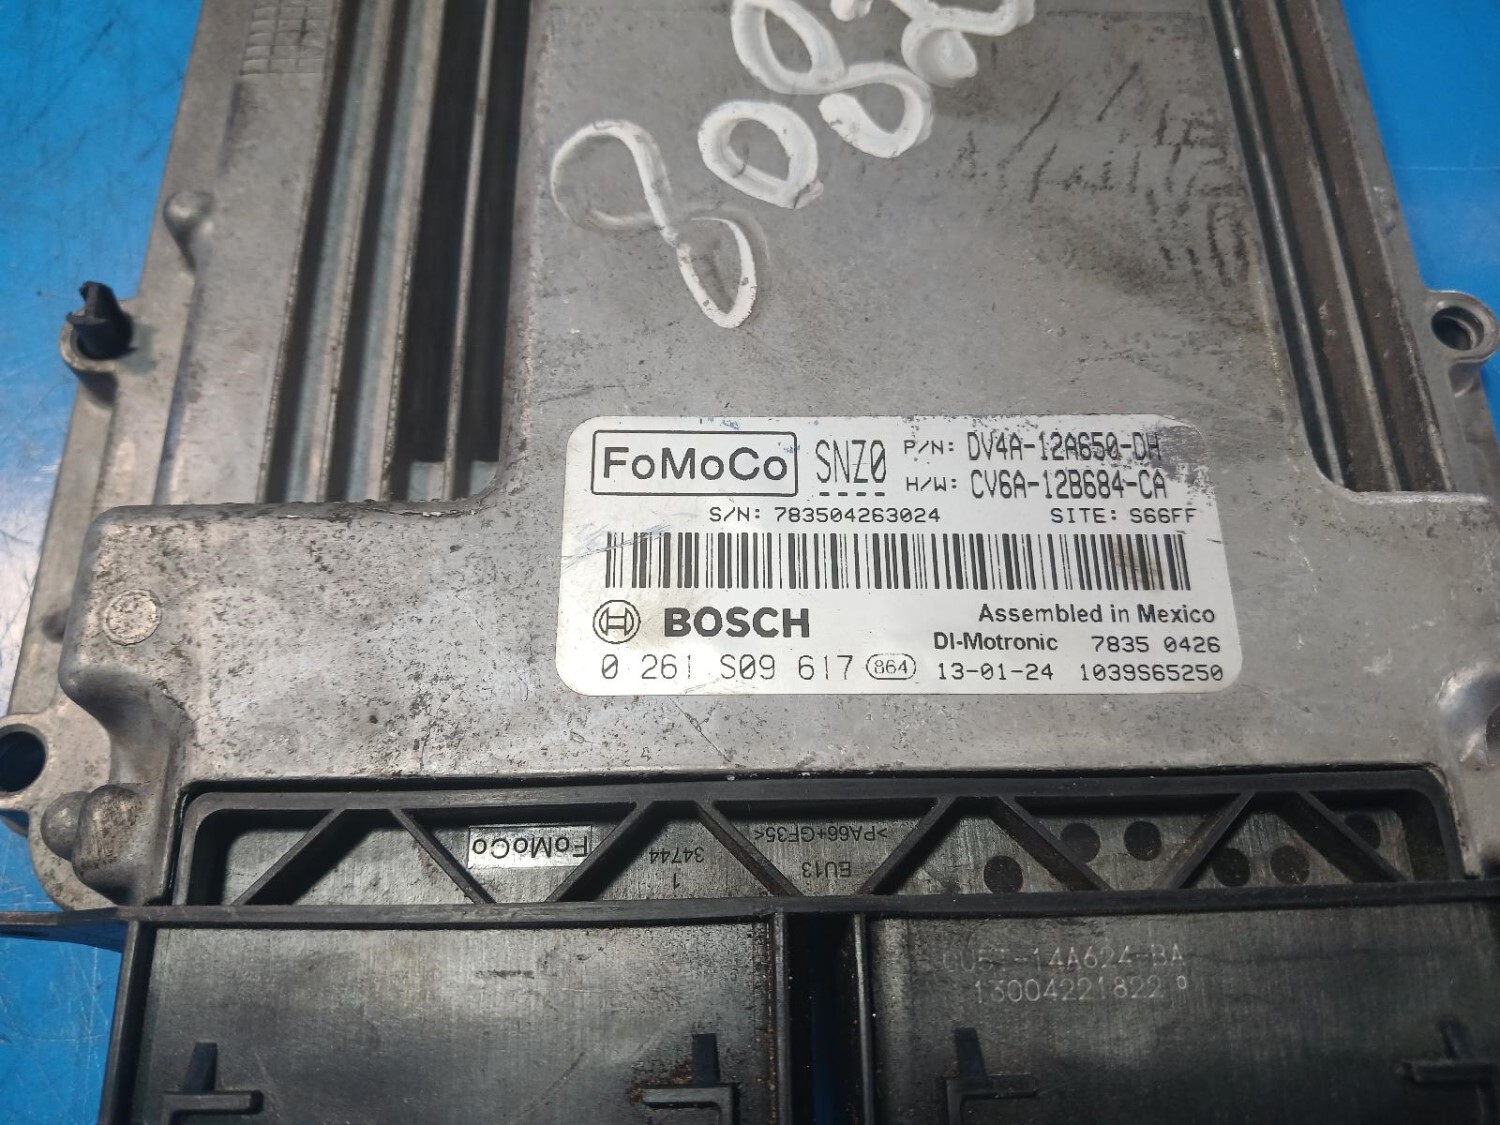 8082
FoMoCo SNZ0 P/N: DV4A-12A650-DH
H/W: CV6A-12B684-CA
S/N: 783504263024 SITE: S66FF
BOSCH Assembled in Mexico
DI-Motronic 7835 0426
0 261 S09 617 864 13-01-24 1039S65250
FoMoCo
34744
1
>PA66+GF35<
EU13
-14A624-BA
13004221822